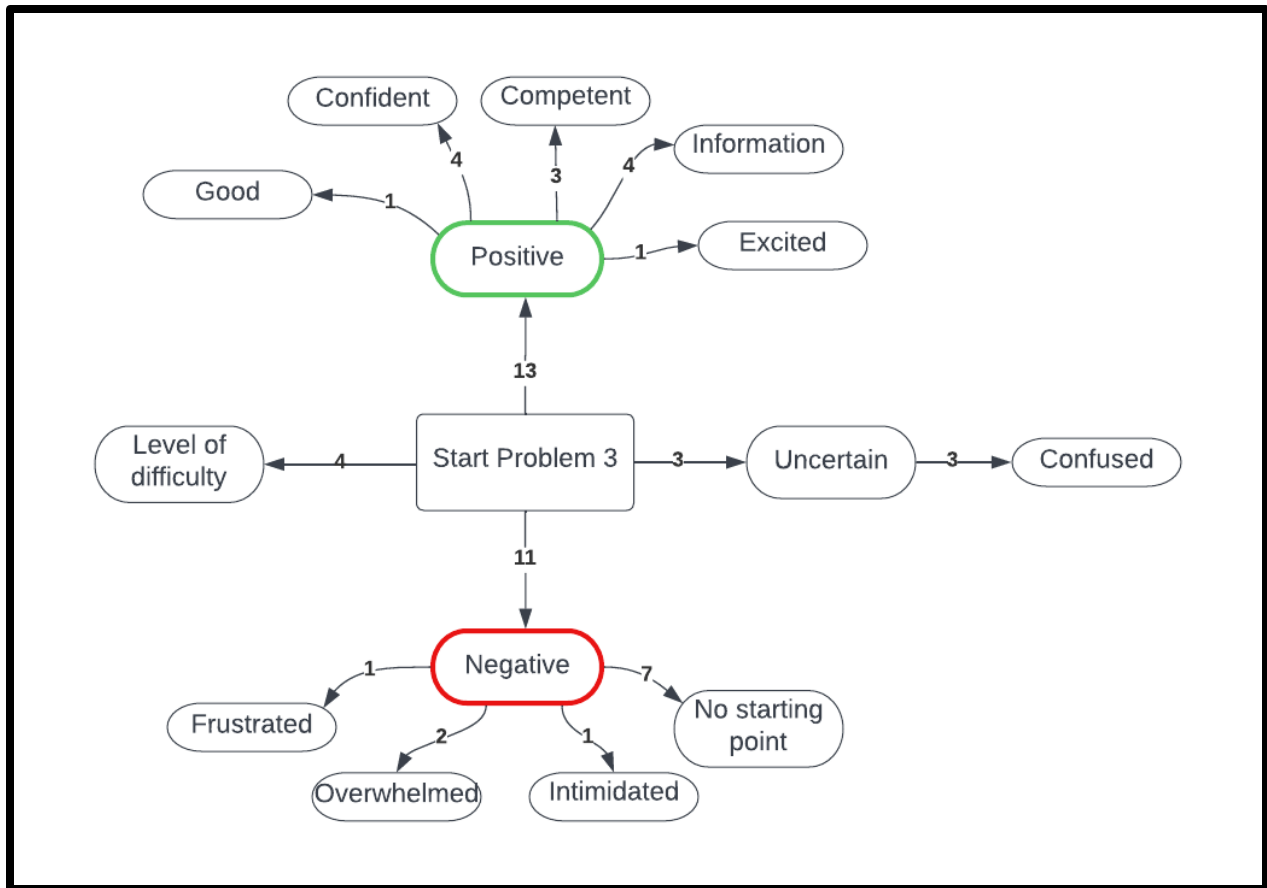 Confident
Competent
Information
Good
4
3
4
1
Positive
1
Excited
13
Level of
difficulty
4
Start Problem 3
3
Uncertain
3
Confused
11
Negative
1
7
Frustrated
2
1
No starting
point
Overwhelmed
Intimidated